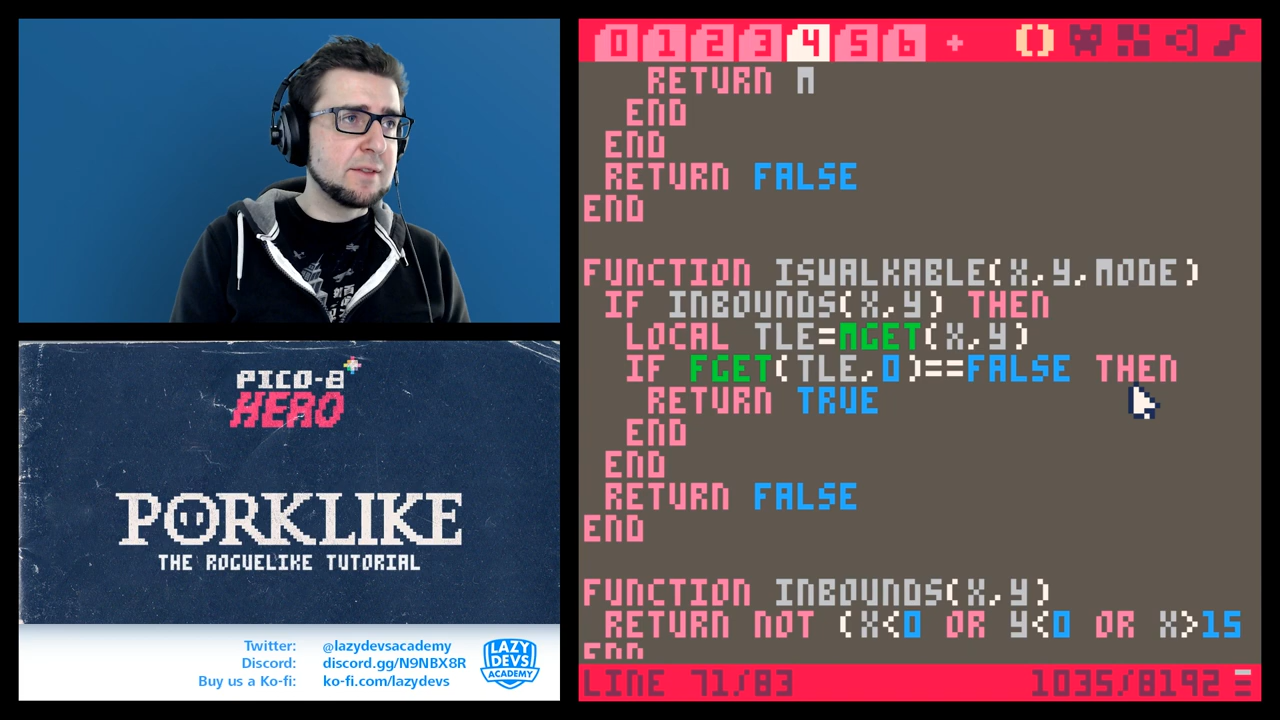 0 1 2 3 4 5 6 + ()
RETURN M
END
END
RETURN FALSE
END
FUNCTION ISWALKABLE(X,Y,MODE)
IF INBOUNDS(X,Y) THEN
LOCAL TLE=MGET(X,Y)
IF FGET(TLE,0)==FALSE THEN
RETURN TRUE
END
END
RETURN FALSE
END
FUNCTION INBOUNDS(X,Y)
RETURN NOT (X<0 OR Y<0 OR X>15
END
LINE 71/83 1035/8192
PICO-8
HERO
PORKLIKE
THE ROGUELIKE TUTORIAL
Twitter: @lazydevsacademy
Discord: discord.gg/N9NBX8R
Buy us a Ko-fi: ko-fi.com/lazydevs
LAZY
DEVS
ACADEMY